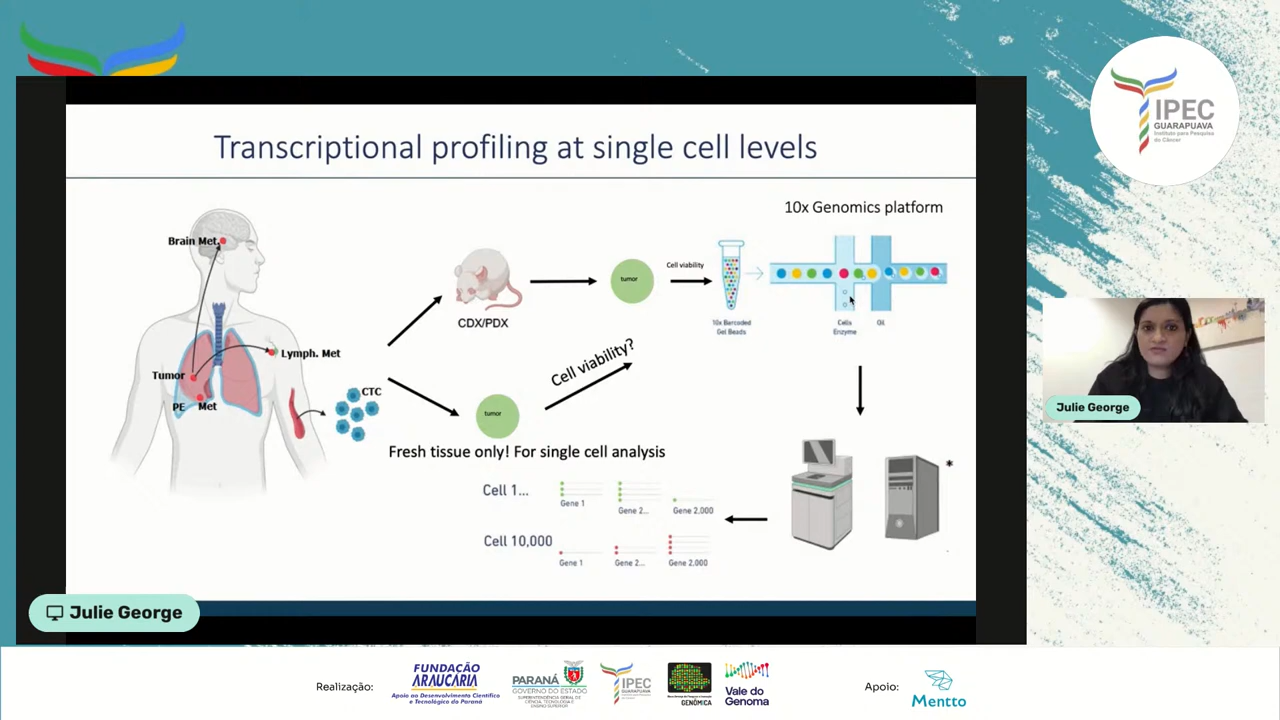 Transcriptional profiling at single cell levels
10x Genomics platform
Brain Met.
Lymph. Met
Tumor
PE
Met
CTC
CDX/PDX
tumor
Cell viability
10x Barcoded
Gel Beads
Cells
Enzyme
Oil
Cell viability?
tumor
Fresh tissue only! For single cell analysis
*
Cell 1...
Gene 1
Gene 2...
Gene 2,000
Cell 10,000
Gene 1
Gene 2...
Gene 2,000
Julie George
IPEC
GUARAPUAVA
Instituto para Pesquisa
do Câncer
Julie George
Realização:
FUNDAÇÃO
ARAUCÁRIA
Apoio ao Desenvolvimento Científico
e Tecnológico do Paraná
PARANÁ
GOVERNO DO ESTADO
SUPERINTENDÊNCIA GERAL DE
CIÊNCIA, TECNOLOGIA E
ENSINO SUPERIOR
IPEC
GUARAPUAVA
GENÔMICA
Vale do
Genoma
Apoio:
Mentto